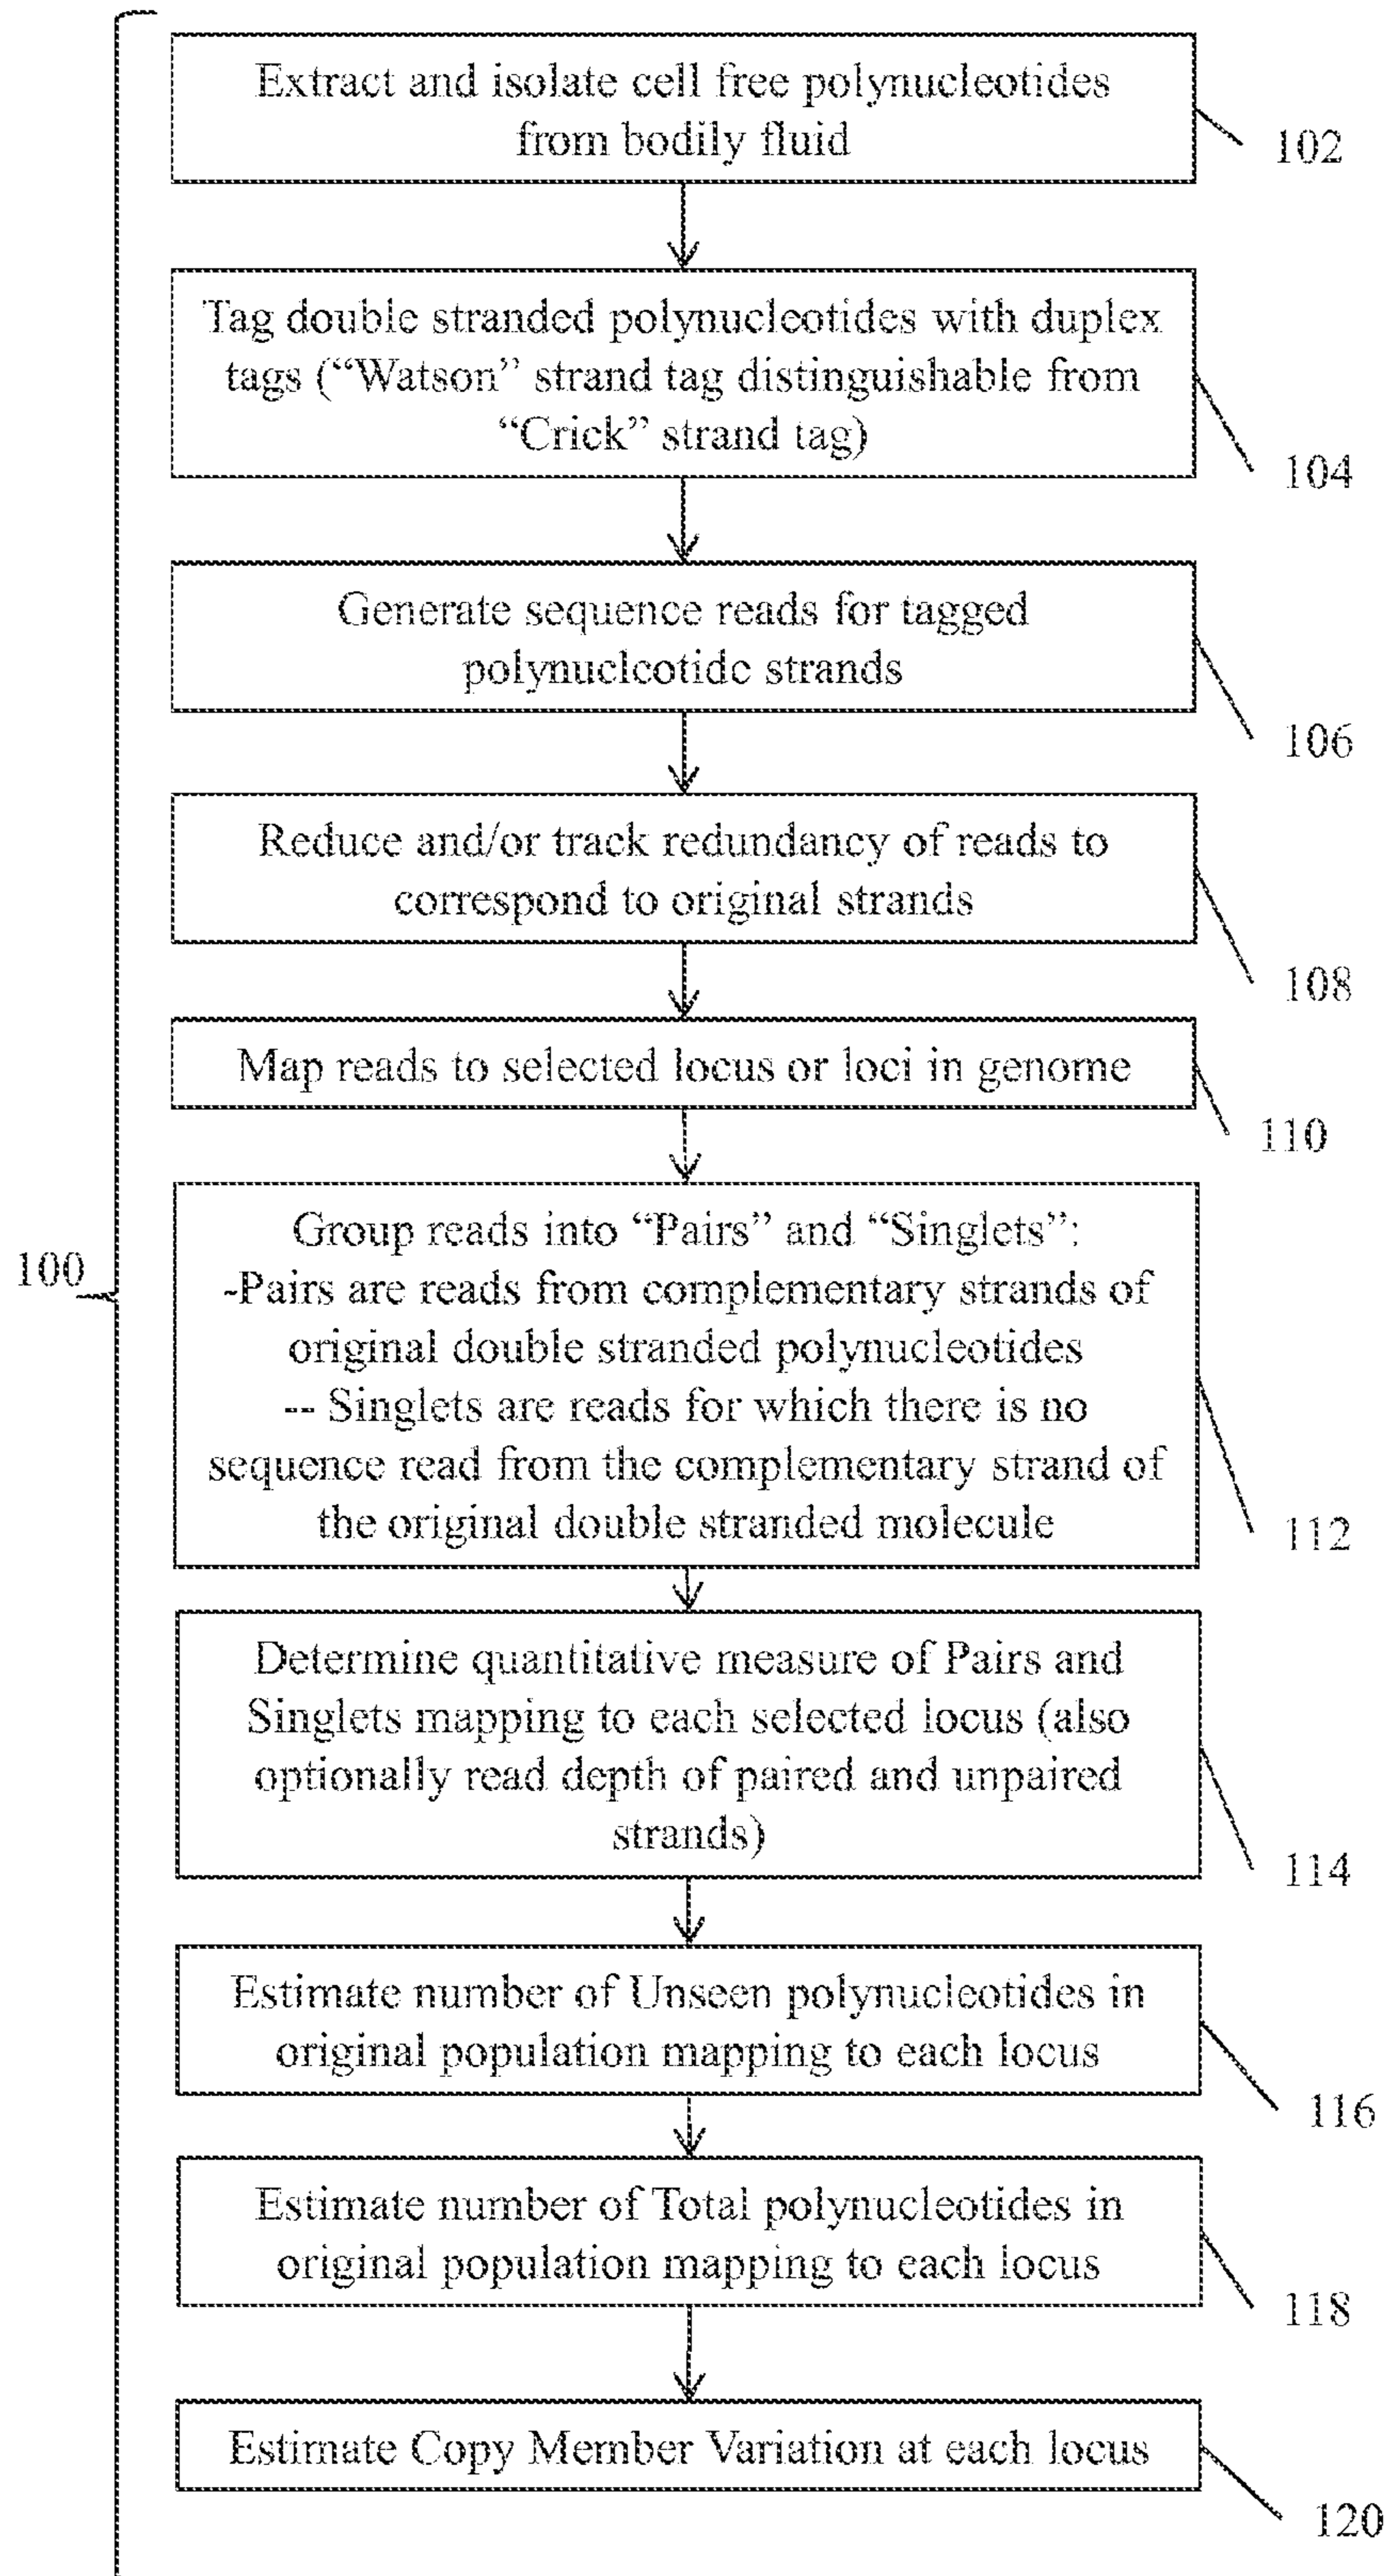 Extract and isolate cell free polynucleotides
from bodily fluid
102
Tag double stranded polynucleotides with duplex
tags (“Watson” strand tag distinguishable from
“Crick” strand tag)
104
Generate sequence reads for tagged
polynucleotide strands
106
Reduce and/or track redundancy of reads to
correspond to original strands
108
Map reads to selected locus or loci in genome
110
100
Group reads into “Pairs” and “Singlets”:
-Pairs are reads from complementary strands of
original double stranded polynucleotides
-- Singlets are reads for which there is no
sequence read from the complementary strand of
the original double stranded molecule
112
Determine quantitative measure of Pairs and
Singlets mapping to each selected locus (also
optionally read depth of paired and unpaired
strands)
114
Estimate number of Unseen polynucleotides in
original population mapping to each locus
116
Estimate number of Total polynucleotides in
original population mapping to each locus
118
Estimate Copy Member Variation at each locus
120